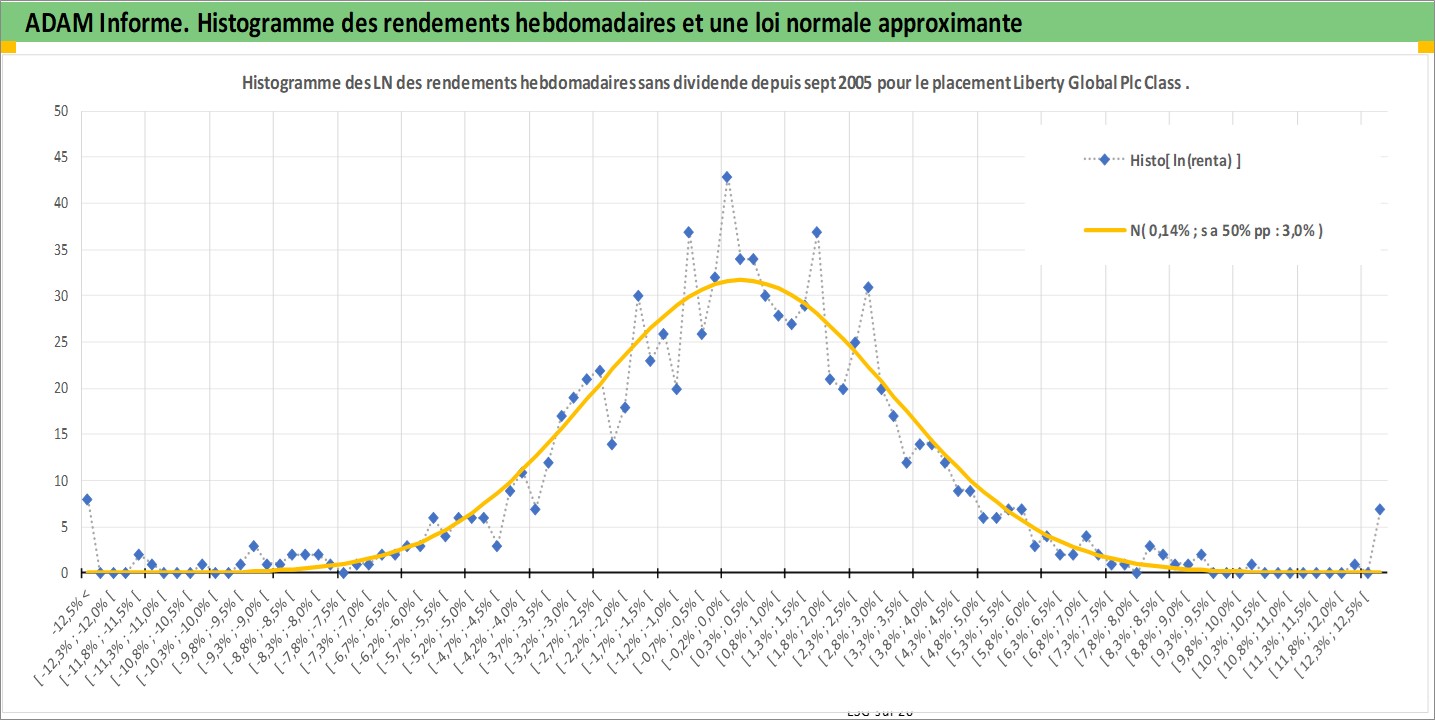 ADAM Informe. Histogramme des rendements hebdomadaires et une loi normale approximante
Histogramme des LN des rendements hebdomadaires sans dividende depuis sept 2005 pour le placement Liberty Global Plc Class .
50
45
40
35
30
25
20
15
10
5
0
Histo[ ln(renta) ]
N( 0,14% ; s a 50% pp : 3,0% )
-12,5% <
[ -12,3% ; -12,0% [
[ -11,8% ; -11,5% [
[ -11,3% ; -11,0% [
[ -10,8% ; -10,5% [
[ -10,3% ; -10,0% [
[ -9,8% ; -9,5% [
[ -9,3% ; -9,0% [
[ -8,8% ; -8,5% [
[ -8,3% ; -8,0% [
[ -7,8% ; -7,5% [
[ -7,3% ; -7,0% [
[ -6,7% ; -6,5% [
[ -6,2% ; -6,0% [
[ -5,7% ; -5,5% [
[ -5,2% ; -5,0% [
[ -4,7% ; -4,5% [
[ -4,2% ; -4,0% [
[ -3,7% ; -3,5% [
[ -3,2% ; -3,0% [
[ -2,7% ; -2,5% [
[ -2,2% ; -2,0% [
[ -1,7% ; -1,5% [
[ -1,2% ; -1,0% [
[ -0,7% ; -0,5% [
[ -0,2% ; 0,0% [
[ 0,3% ; 0,5% [
[ 0,8% ; 1,0% [
[ 1,3% ; 1,5% [
[ 1,8% ; 2,0% [
[ 2,3% ; 2,5% [
[ 2,8% ; 3,0% [
[ 3,3% ; 3,5% [
[ 3,8% ; 4,0% [
[ 4,3% ; 4,5% [
[ 4,8% ; 5,0% [
[ 5,3% ; 5,5% [
[ 5,8% ; 6,0% [
[ 6,3% ; 6,5% [
[ 6,8% ; 7,0% [
[ 7,3% ; 7,5% [
[ 7,8% ; 8,0% [
[ 8,3% ; 8,5% [
[ 8,8% ; 9,0% [
[ 9,3% ; 9,5% [
[ 9,8% ; 10,0% [
[ 10,3% ; 10,5% [
[ 10,8% ; 11,0% [
[ 11,3% ; 11,5% [
[ 11,8% ; 12,0% [
[ 12,3% ; 12,5% [